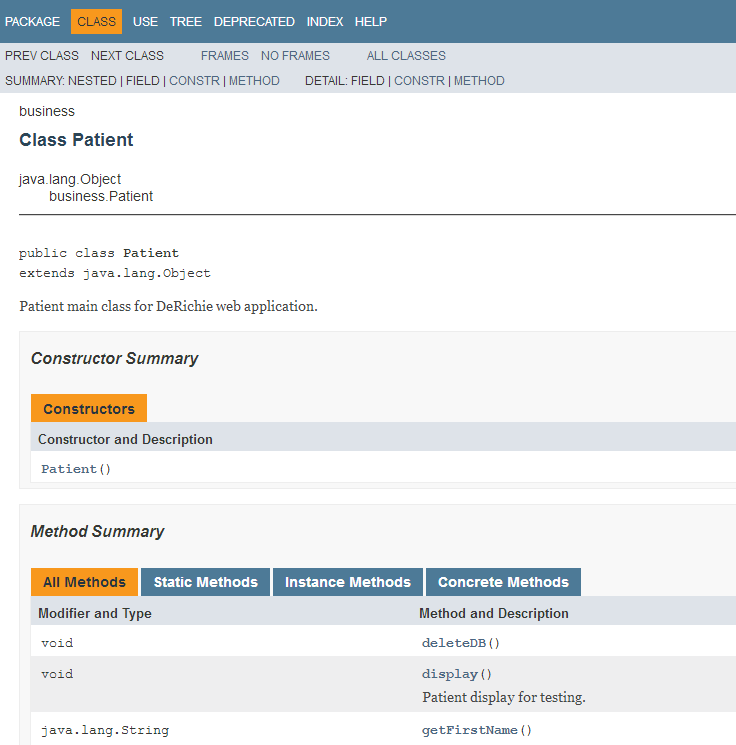 PACKAGE CLASS USE TREE DEPRECATED INDEX HELP
PREV CLASS NEXT CLASS FRAMES NO FRAMES ALL CLASSES
SUMMARY: NESTED | FIELD | CONSTR | METHOD DETAIL: FIELD | CONSTR | METHOD
business
Class Patient
java.lang.Object
business.Patient
public class Patient
extends java.lang.Object
Patient main class for DeRichie web application.
Constructor Summary
Constructors
Constructor and Description
Patient()
Method Summary
All Methods Static Methods Instance Methods Concrete Methods
Modifier and Type Method and Description
void deleteDB()
void display()
Patient display for testing.
java.lang.String getFirstName()